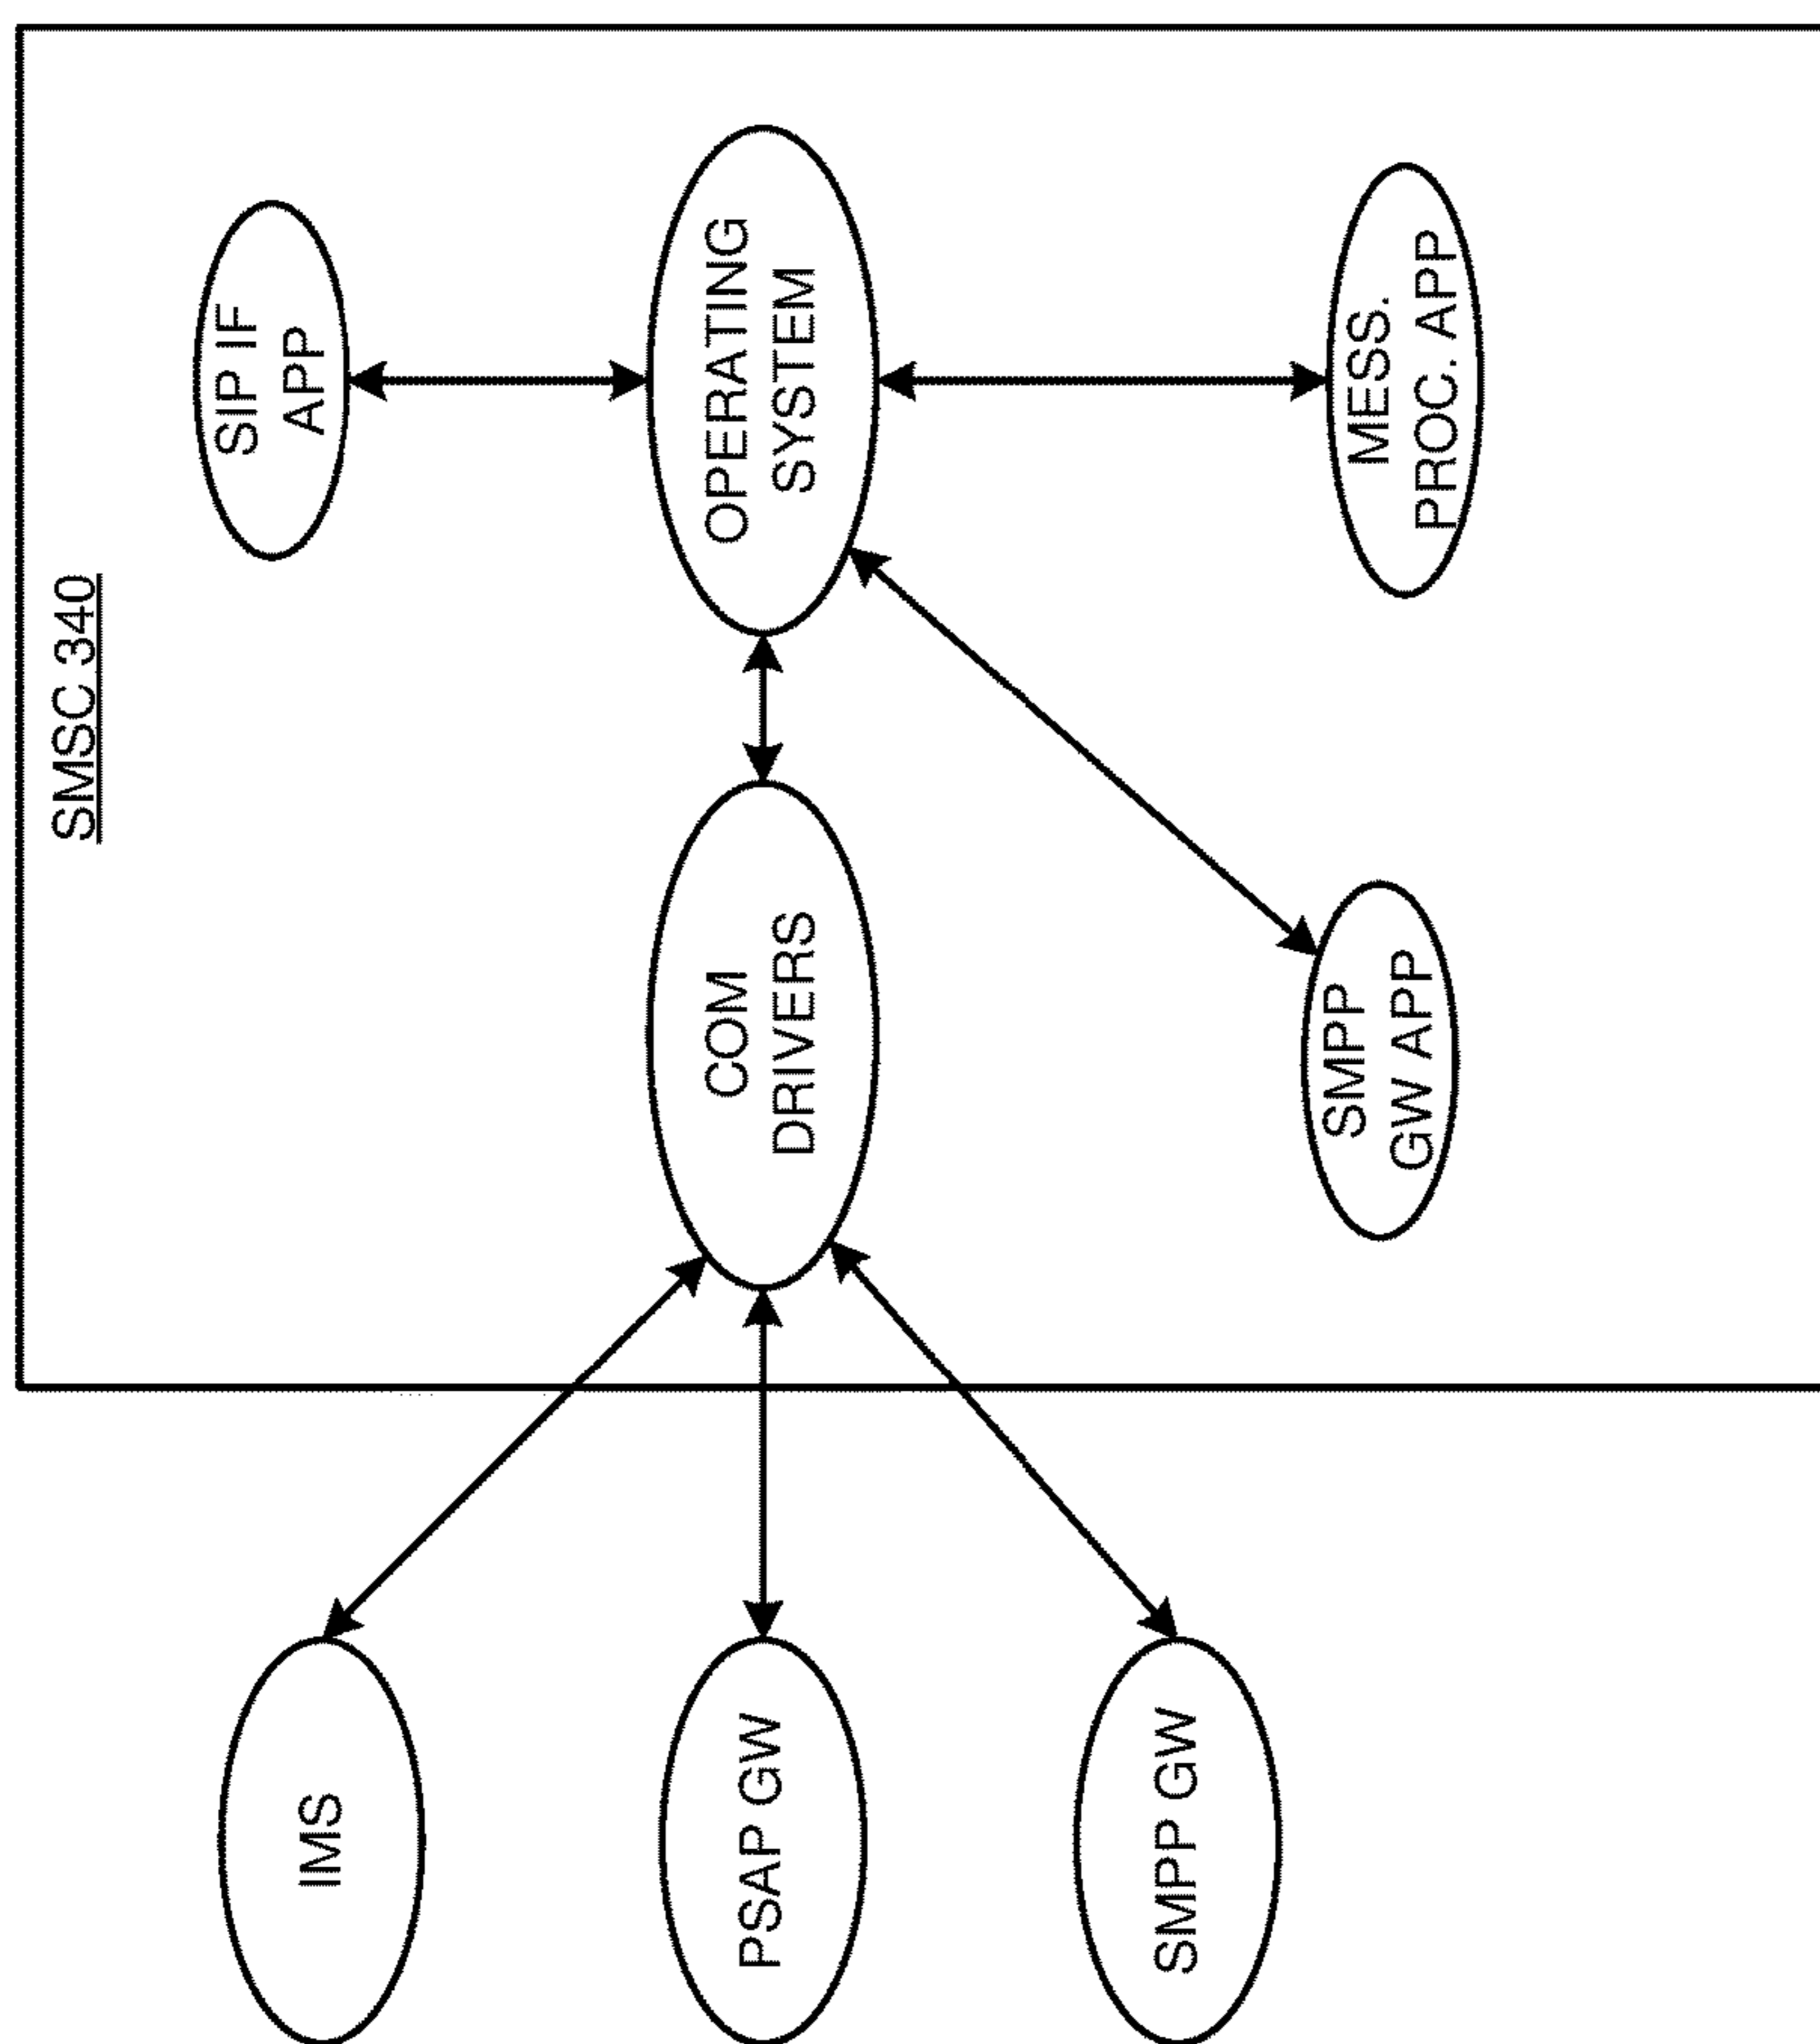 SMSC 340
IMS
SIP IF
APP
PSAP GW
COM
DRIVERS
OPERATING
SYSTEM
SMPP GW
SMPP
GW APP
MESS.
PROC. APP